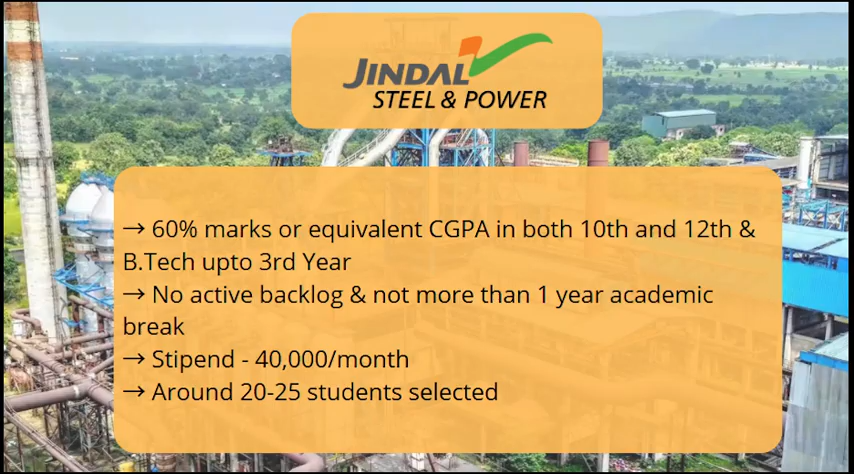 JINDAL
STEEL & POWER
→ 60% marks or equivalent CGPA in both 10th and 12th &
B.Tech upto 3rd Year
→ No active backlog & not more than 1 year academic
break
→ Stipend - 40,000/month
→ Around 20-25 students selected